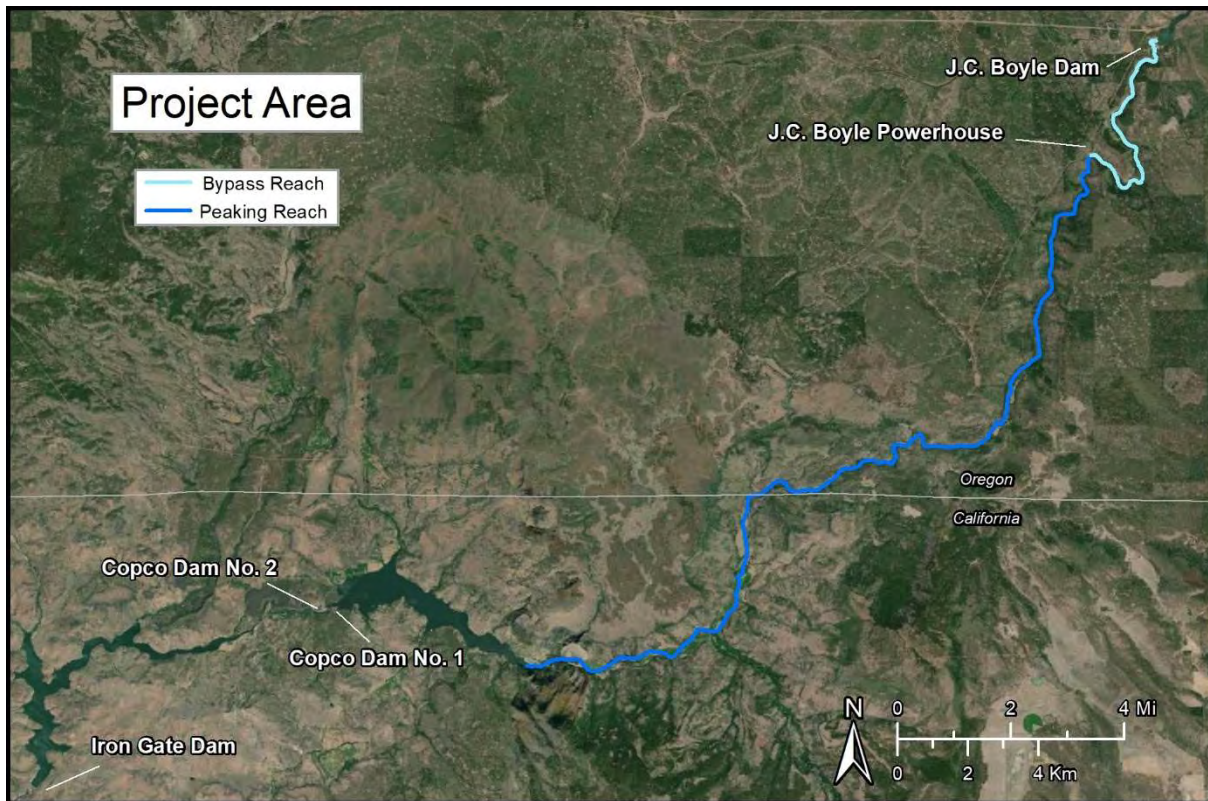 Project Area
Bypass Reach
Peaking Reach
J.C. Boyle Dam
J.C. Boyle Powerhouse
Oregon
California
Copco Dam No. 2
Copco Dam No. 1
Iron Gate Dam
N
0 2 4 Mi
0 2 4 Km